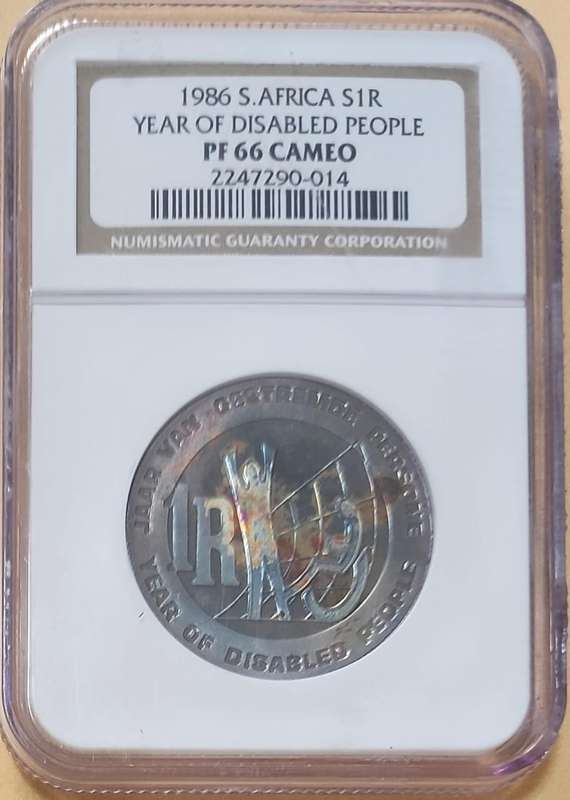 1986 S.AFRICA S1R
YEAR OF DISABLED PEOPLE
PF 66 CAMEO
2247290-014
NUMISMATIC GUARANTY CORPORATION
JAAR VAN GESTREMDE PERSONE
1R
YEAR OF DISABLED PEOPLE